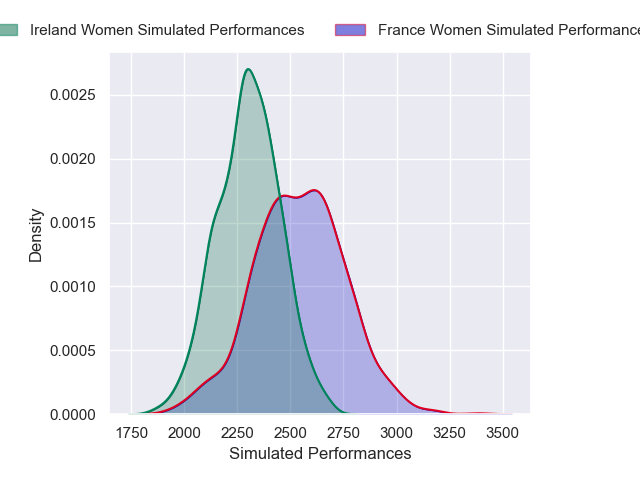 Ireland Women Simulated Performances
France Women Simulated Performance
0.0025
0.0020
0.0015
0.0010
0.0005
0.0000
Density
1750 2000 2250 2500 2750 3000 3250 3500
Simulated Performances